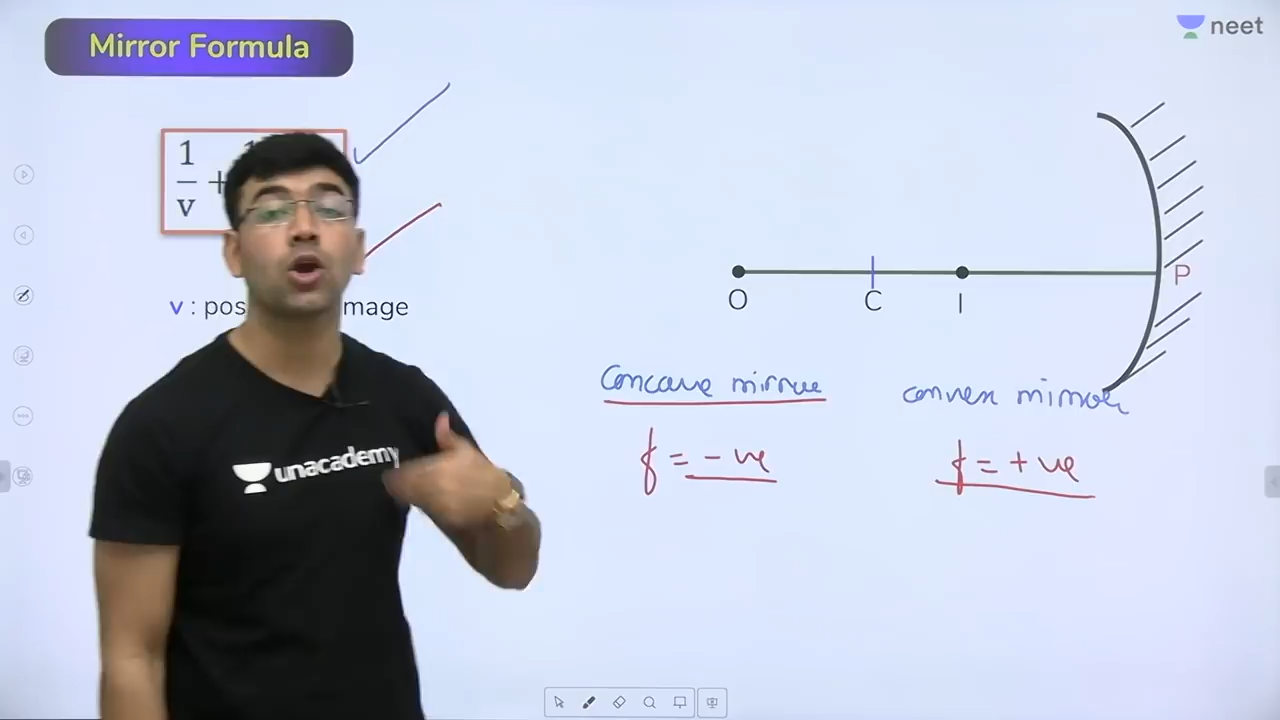 Mirror Formula
neet
1
v
+
v : pos
mage
O
C
I
P
concave mirror
convex mirror
f = -ve
f = +ve
unacademy